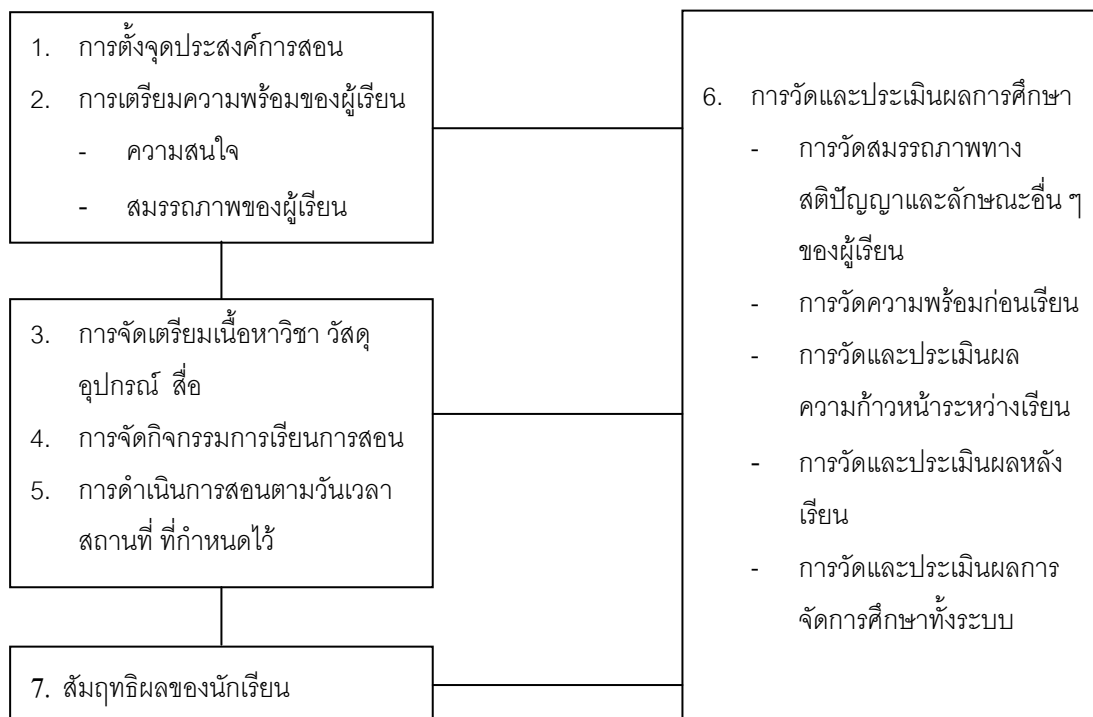 1. การตั้งจุดประสงค์การสอน
2. การเตรียมความพร้อมของผู้เรียน
- ความสนใจ
- สมรรถภาพของผู้เรียน
3. การจัดเตรียมเนื้อหาวิชา วัสดุ
อุปกรณ์ สื่อ
4. การจัดกิจกรรมการเรียนการสอน
5. การดำเนินการสอนตามวันเวลา
สถานที่ ที่กำหนดไว้
7. สัมฤทธิผลของนักเรียน
6. การวัดและประเมินผลการศึกษา
- การวัดสมรรถภาพทาง
สติปัญญาและลักษณะอื่น ๆ
ของผู้เรียน
- การวัดความพร้อมก่อนเรียน
- การวัดและประเมินผล
ความก้าวหน้าระหว่างเรียน
- การวัดและประเมินผลหลัง
เรียน
- การวัดและประเมินผลการ
จัดการศึกษาทั้งระบบ